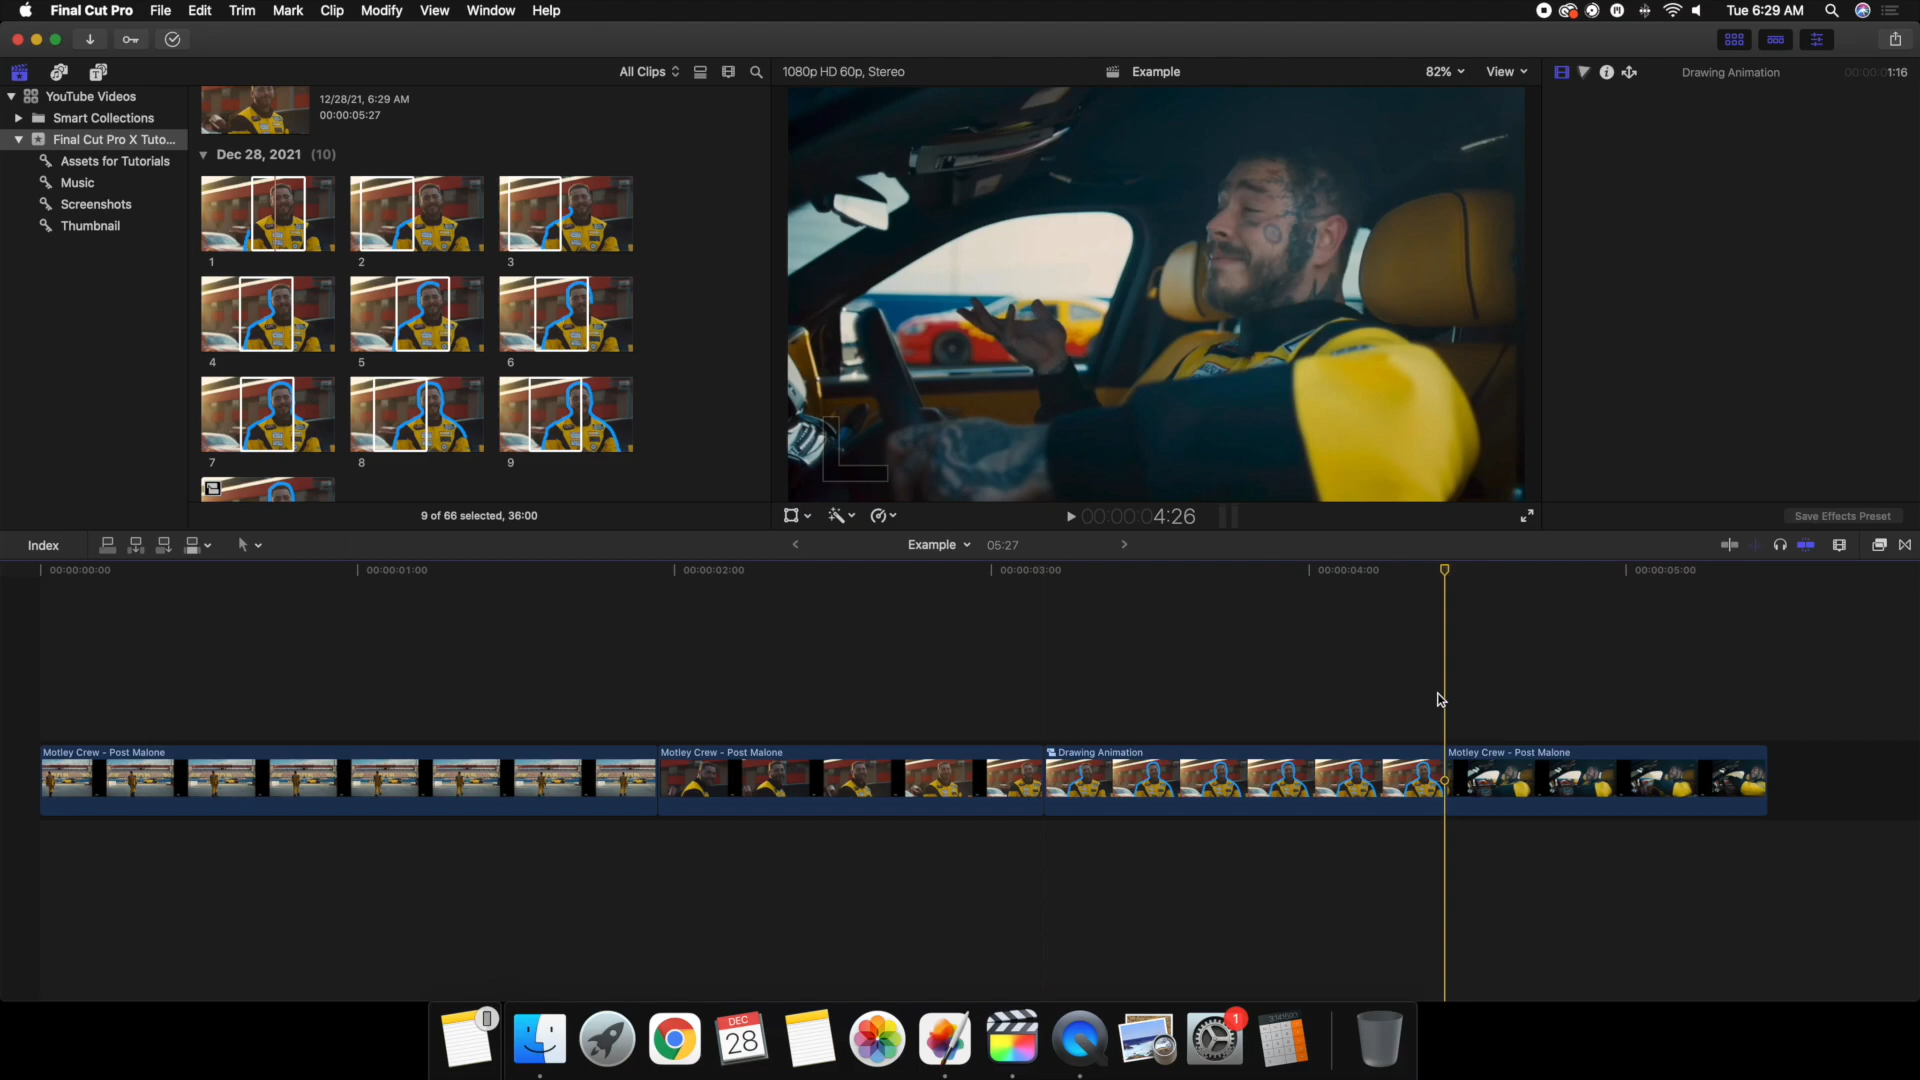 Final Cut Pro File Edit Trim Mark Clip Modify View Window Help
Tue 6:29 AM
All Clips
1080p HD 60p, Stereo
Example
82%
View
Drawing Animation
00:00:01:16
YouTube Videos
Smart Collections
Final Cut Pro X Tuto...
Assets for Tutorials
Music
Screenshots
Thumbnail
12/28/21, 6:29 AM
00:00:05:27
Dec 28, 2021 (10)
1
2
3
4
5
6
7
8
9
9 of 66 selected, 36:00
00:00:04:26
Save Effects Preset
Index
Example
05:27
00:00:00:00
00:00:01:00
00:00:02:00
00:00:03:00
00:00:04:00
00:00:05:00
Motley Crew - Post Malone
Motley Crew - Post Malone
Drawing Animation
Motley Crew - Post Malone
DEC
28
1